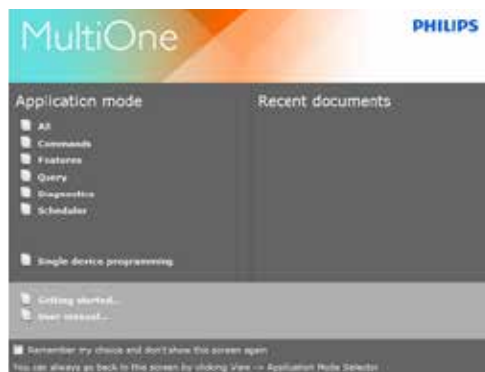 MultiOne
PHILIPS
Application mode
All
Commands
Features
Query
Diagnostics
Scheduler
Single device programming
Getting started...
User manual...
Recent documents
Remember my choice and don't show this screen again
You can always go back to this screen by clicking View -> Application Mode Selector